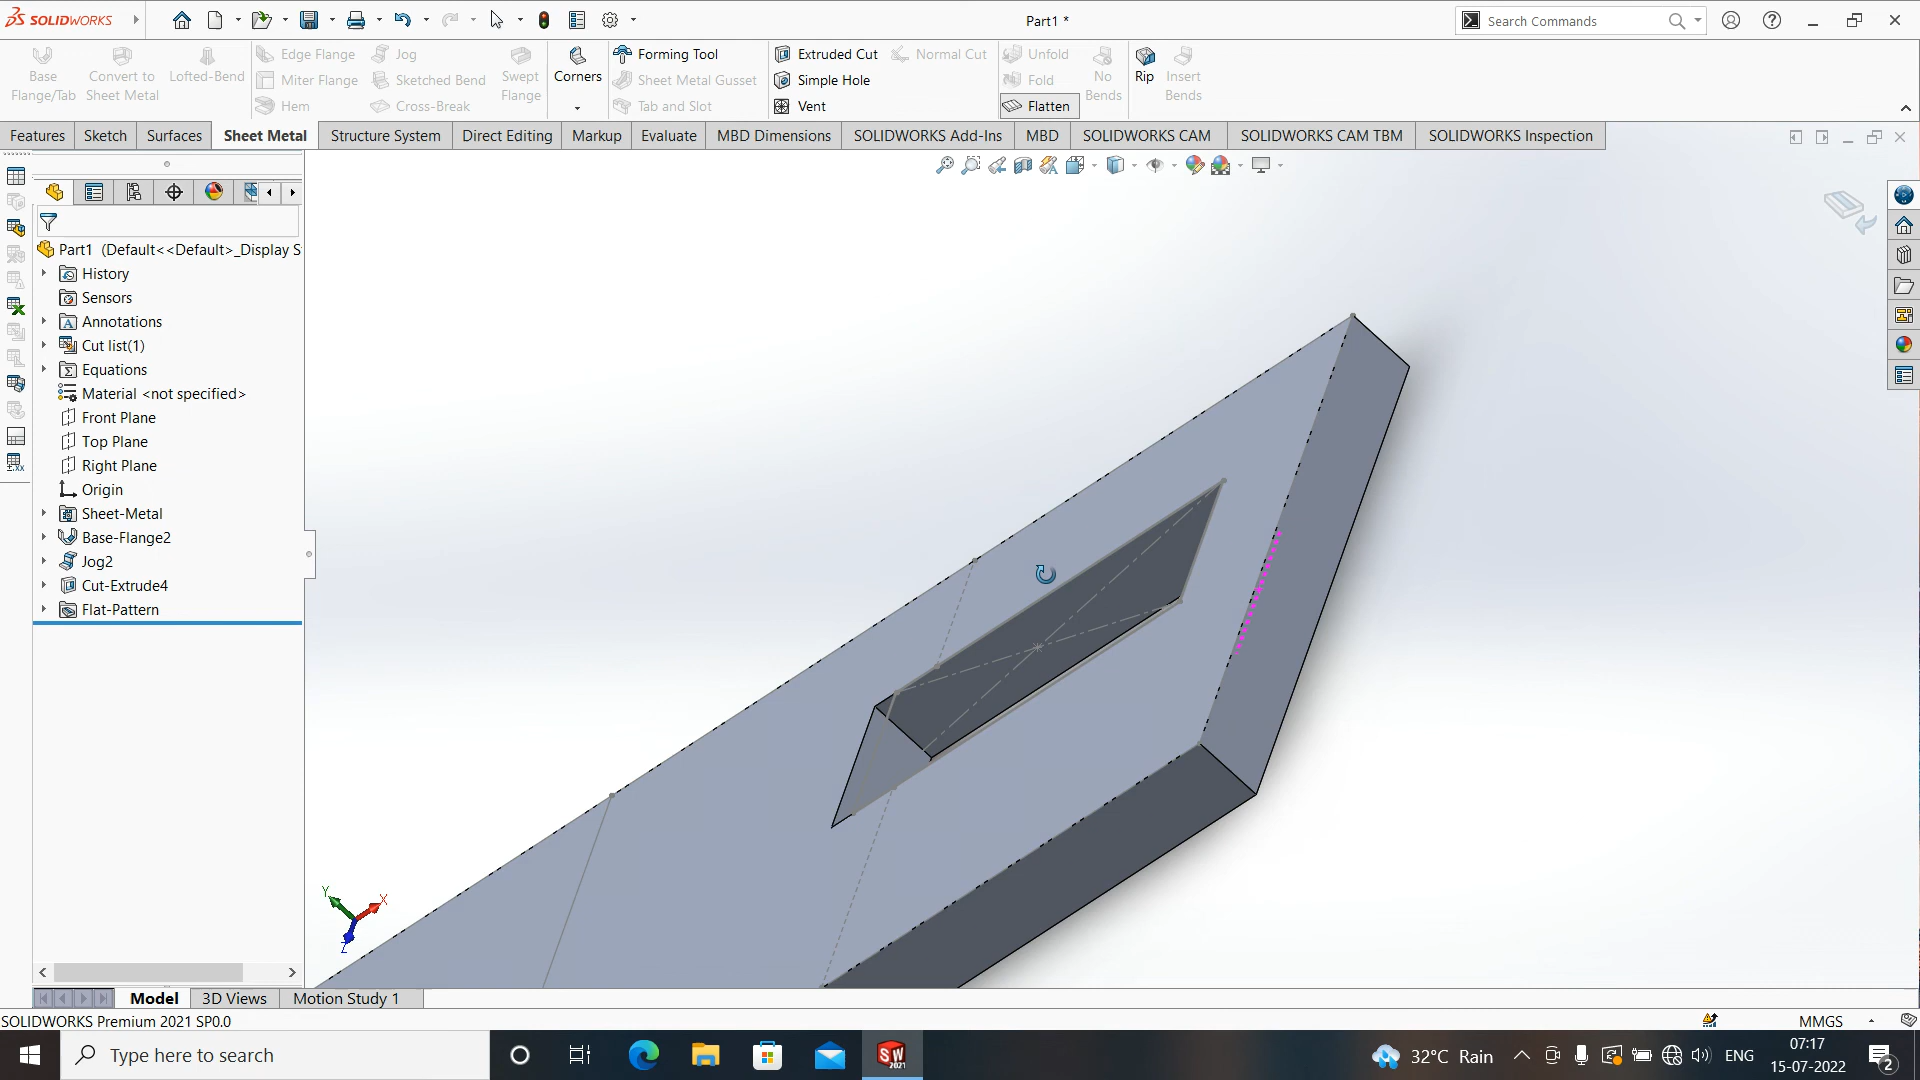 SOLIDWORKS
Part1 *
Search Commands
Base Flange/Tab
Convert to Sheet Metal
Lofted-Bend
Edge Flange
Miter Flange
Hem
Jog
Sketched Bend
Cross-Break
Swept Flange
Corners
Forming Tool
Sheet Metal Gusset
Tab and Slot
Extruded Cut
Simple Hole
Vent
Normal Cut
Unfold
Fold
Flatten
No Bends
Rip
Insert Bends
Features
Sketch
Surfaces
Sheet Metal
Structure System
Direct Editing
Markup
Evaluate
MBD Dimensions
SOLIDWORKS Add-Ins
MBD
SOLIDWORKS CAM
SOLIDWORKS CAM TBM
SOLIDWORKS Inspection
Part1 (Default<<Default>_Display S
History
Sensors
Annotations
Cut list(1)
Equations
Material <not specified>
Front Plane
Top Plane
Right Plane
Origin
Sheet-Metal
Base-Flange2
Jog2
Cut-Extrude4
Flat-Pattern
Y
X
Z
Model
3D Views
Motion Study 1
SOLIDWORKS Premium 2021 SP0.0
MMGS
Type here to search
SW
2021
32°C Rain
ENG
07:17
15-07-2022
2